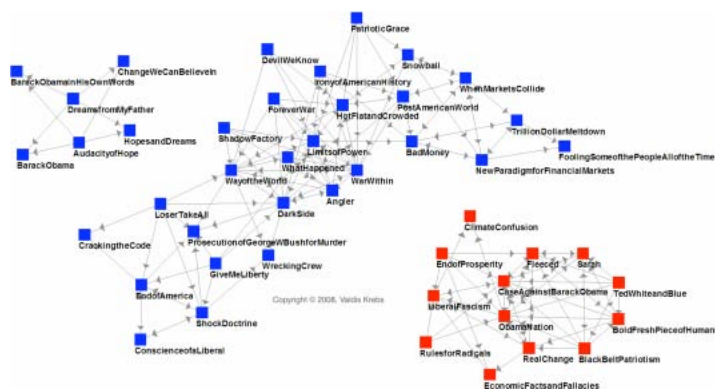 PatrioticGrace
DevilWeKnow
Snowball
ChangeWeCanBelieveIn
BarackObamainHisOwnWords
IronyofAmericanHistory
WhenMarketsCollide
DreamsfromMyFather
ForeverWar
HotFlatandCrowded
PostAmericanWorld
HopesandDreams
ShadowFactory
TrillionDollarMeltdown
AudacityofHope
LimitsofPower
BadMoney
FoolingSomeofthePeopleAlloftheTime
BarackObama
WhatHappened
NewParadigmforFinancialMarkets
WayoftheWorld
WarWithin
Angler
LoserTakeAll
DarkSide
ClimateConfusion
CrackingtheCode
ProsecutionofGeorgeWBushforMurder
WreckingCrew
EndofProsperity
Fleeced
Sarah
GiveMeLiberty
EndofAmerica
CaseAgainstBarackObama
TedWhiteandBlue
Copyright © 2008, Valdis Krebs
LiberalFascism
ShockDoctrine
ObamaNation
BoldFreshPieceofHuman
ConscienceofaLiberal
RulesforRadicals
RealChange
BlackBeltPatriotism
EconomicFactsandFallacies